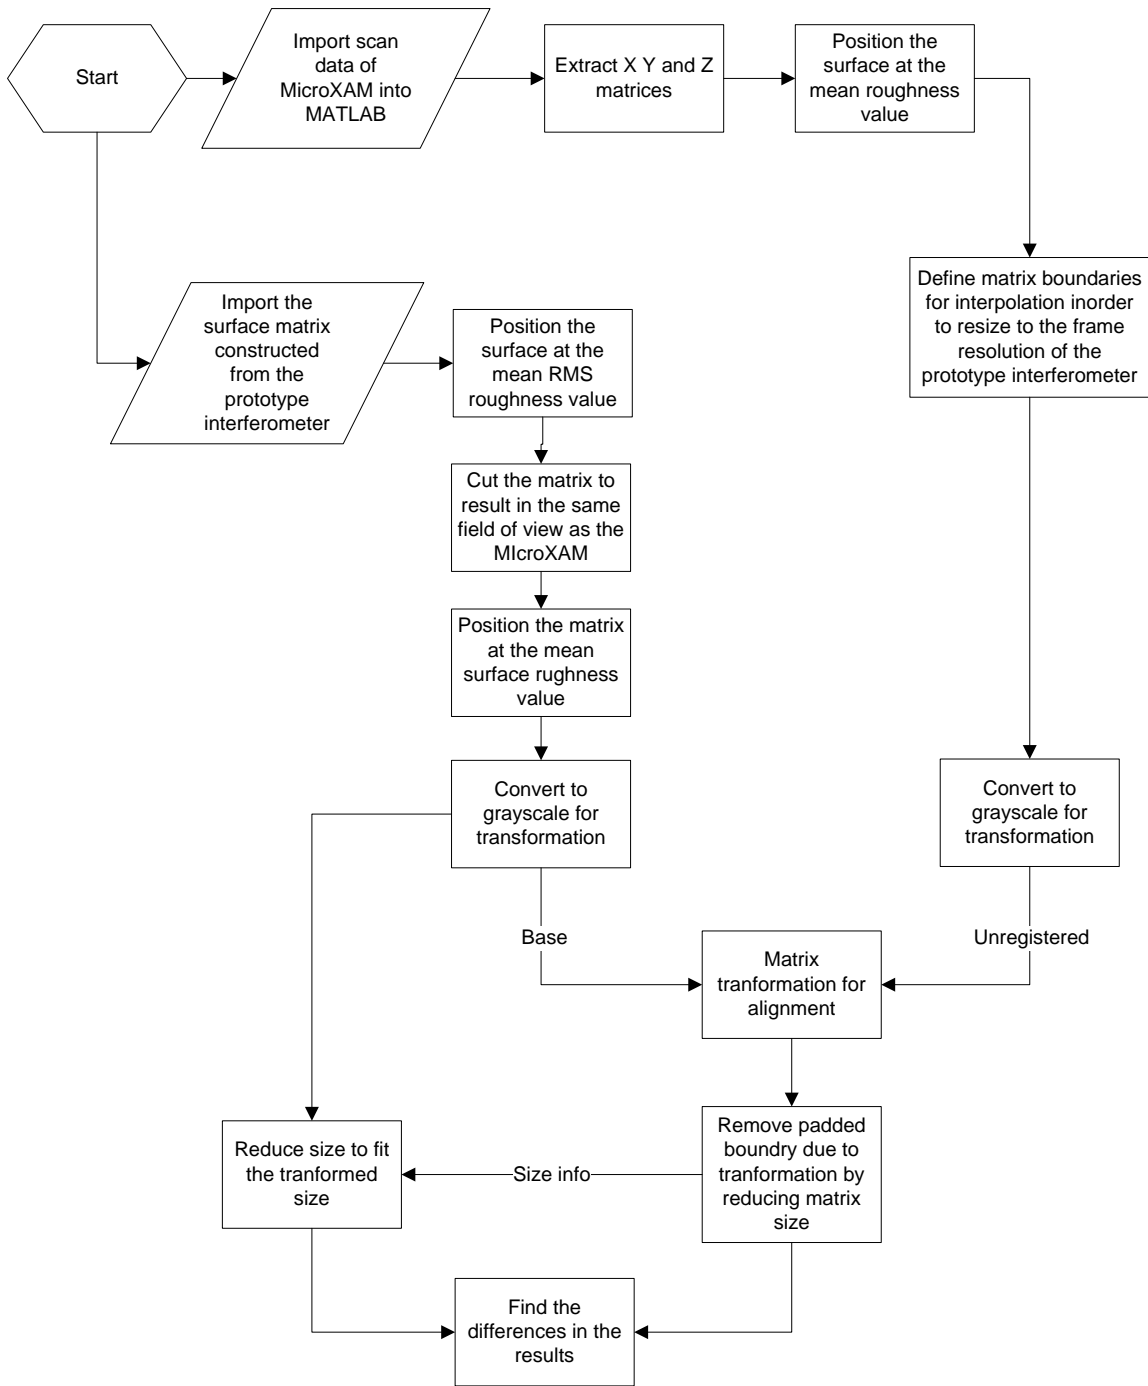 Start
Import scan
data of
MicroXAM into
MATLAB
Extract X Y and Z
matrices
Position the
surface at the
mean roughness
value
Define matrix boundaries
for interpolation inorder
to resize to the frame
resolution of the
prototype interferometer
Import the
surface matrix
constructed
from the
prototype
interferometer
Position the
surface at the
mean RMS
roughness value
Cut the matrix to
result in the same
field of view as the
MIcroXAM
Position the matrix
at the mean
surface rughness
value
Convert to
grayscale for
transformation
Convert to
grayscale for
transformation
Base
Unregistered
Matrix
tranformation for
alignment
Remove padded
boundry due to
tranformation by
reducing matrix
size
Size info
Reduce size to fit
the tranformed
size
Find the
differences in the
results